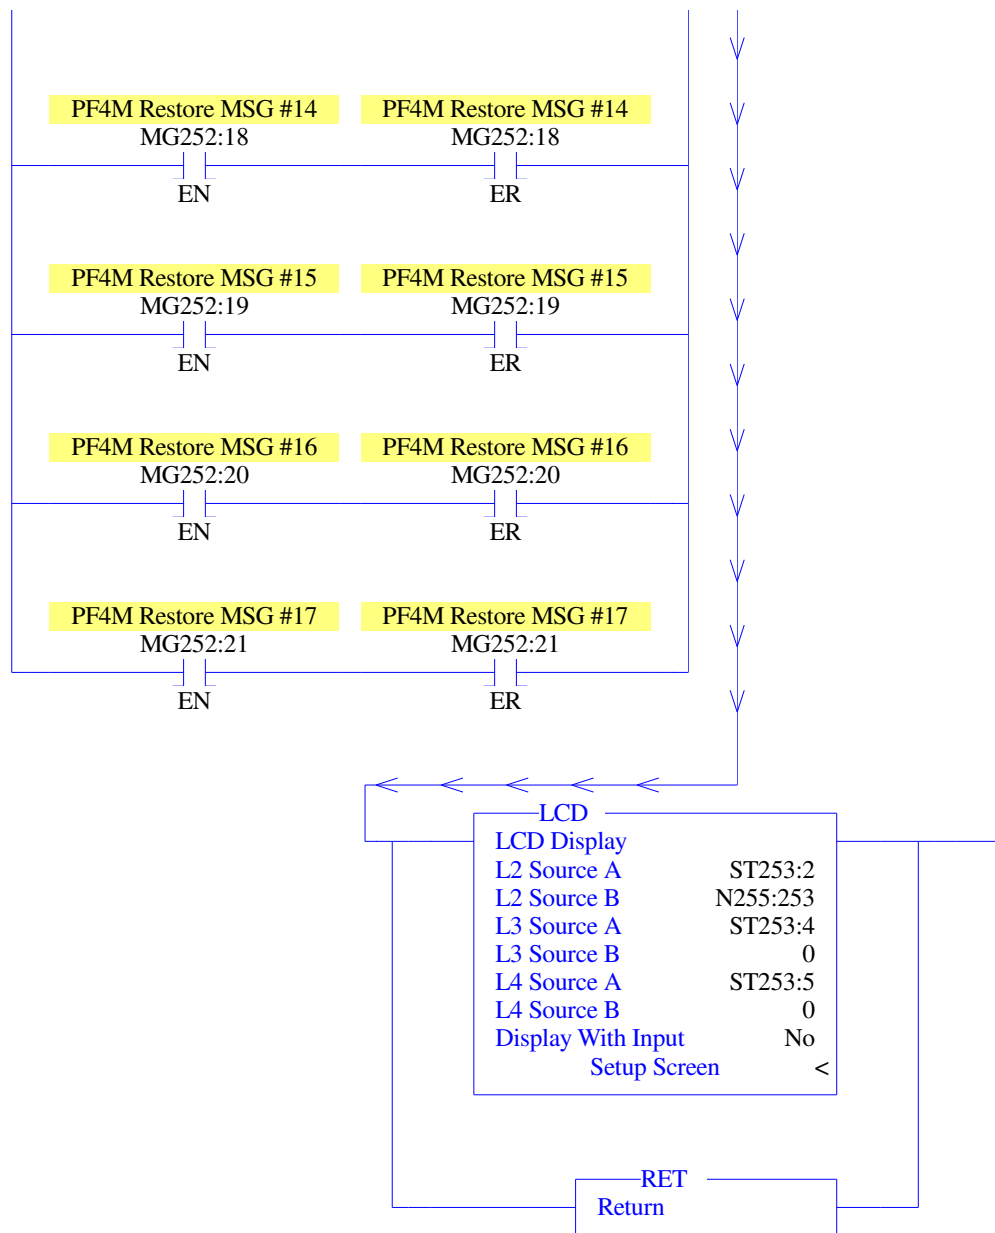 PF4M Restore MSG #14 PF4M Restore MSG #14
MG252:18 MG252:18
EN ER
PF4M Restore MSG #15 PF4M Restore MSG #15
MG252:19 MG252:19
EN ER
PF4M Restore MSG #16 PF4M Restore MSG #16
MG252:20 MG252:20
EN ER
PF4M Restore MSG #17 PF4M Restore MSG #17
MG252:21 MG252:21
EN ER
LCD
LCD Display
L2 Source A ST253:2
L2 Source B N255:253
L3 Source A ST253:4
L3 Source B 0
L4 Source A ST253:5
L4 Source B 0
Display With Input No
Setup Screen <
RET
Return